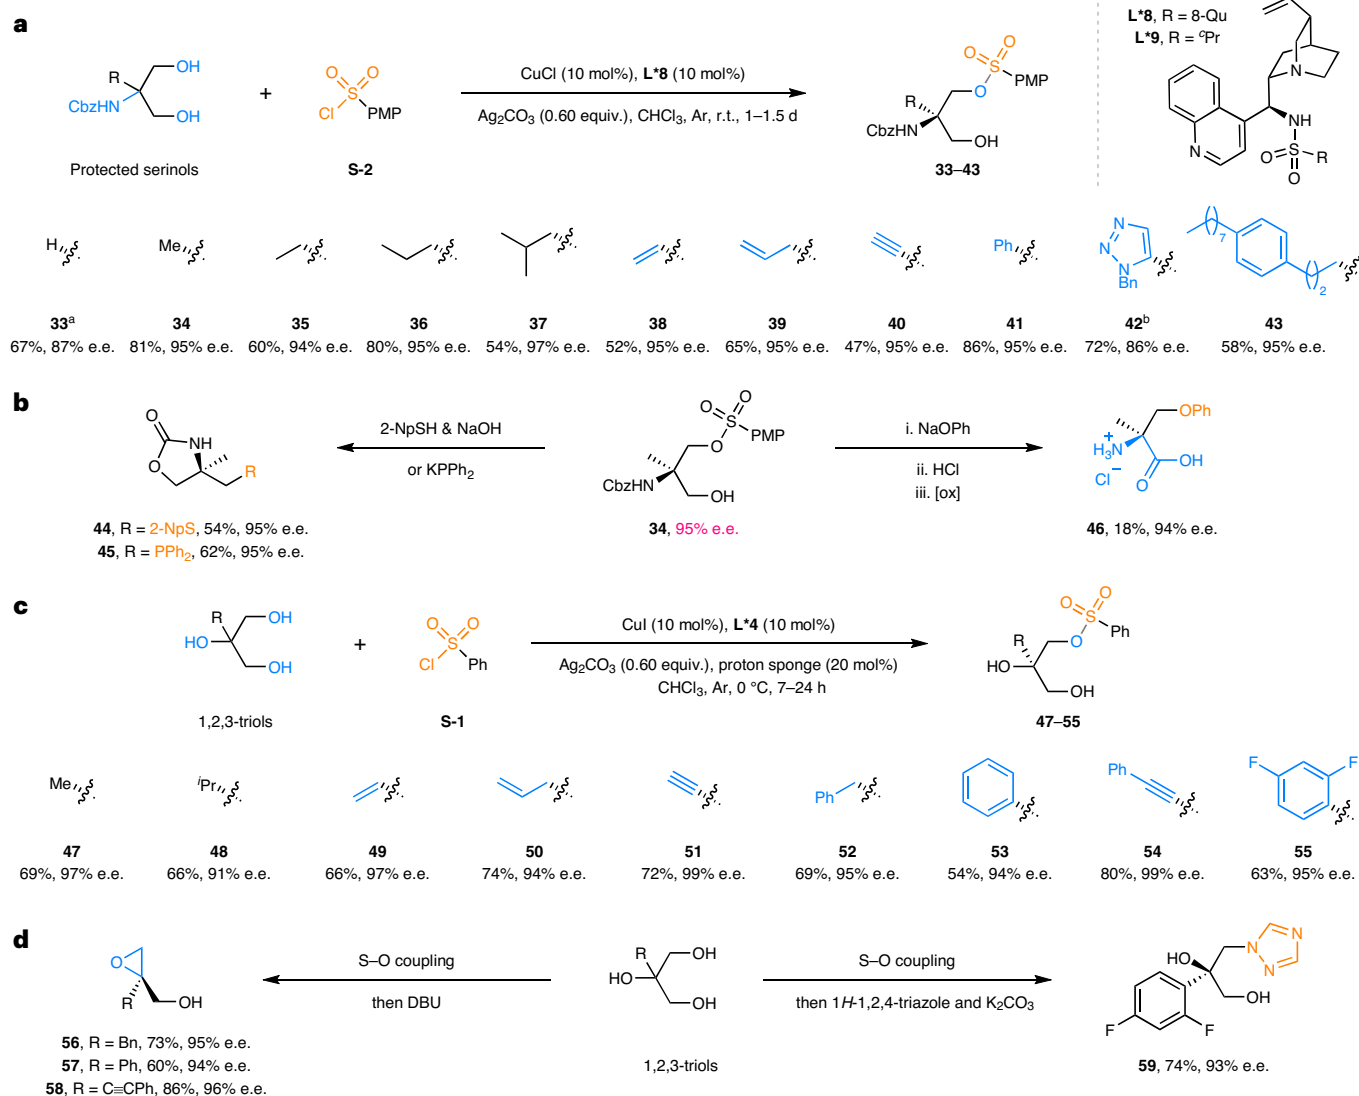 a
L*8, R = 8-Qu
L*9, R = cPr
R
OH
CbzHN
OH
+
O O
S
Cl
PMP
CuCl (10 mol%), L*8 (10 mol%)
Ag2CO3 (0.60 equiv.), CHCl3, Ar, r.t., 1–1.5 d
O O
S
PMP
O
R
CbzHN
OH
N
N
NH
O
S
R
O
Protected serinols
S-2
33–43
H
Me
Ph
N
N
N
Bn
7
2
33a
34
35
36
37
38
39
40
41
42b
43
67%, 87% e.e.
81%, 95% e.e.
60%, 94% e.e.
80%, 95% e.e.
54%, 97% e.e.
52%, 95% e.e.
65%, 95% e.e.
47%, 95% e.e.
86%, 95% e.e.
72%, 86% e.e.
58%, 95% e.e.
b
O
NH
O
R
2-NpSH & NaOH
or KPPh2
O O
S
PMP
O
CbzHN
OH
i. NaOPh
ii. HCl
iii. [ox]
OPh
+
H3N
OH
Cl−
O
44, R = 2-NpS, 54%, 95% e.e.
45, R = PPh2, 62%, 95% e.e.
34, 95% e.e.
46, 18%, 94% e.e.
c
R
OH
HO
OH
+
O O
S
Cl
Ph
CuI (10 mol%), L*4 (10 mol%)
Ag2CO3 (0.60 equiv.), proton sponge (20 mol%)
CHCl3, Ar, 0 °C, 7–24 h
O O
S
Ph
O
R
HO
OH
1,2,3-triols
S-1
47–55
Me
iPr
Ph
Ph
F
F
47
48
49
50
51
52
53
54
55
69%, 97% e.e.
66%, 91% e.e.
66%, 97% e.e.
74%, 94% e.e.
72%, 99% e.e.
69%, 95% e.e.
54%, 94% e.e.
80%, 99% e.e.
63%, 95% e.e.
d
O
R
OH
S–O coupling
then DBU
R
OH
HO
OH
S–O coupling
then 1H-1,2,4-triazole and K2CO3
N
N
N
HO
OH
F
F
56, R = Bn, 73%, 95% e.e.
57, R = Ph, 60%, 94% e.e.
58, R = C≡CPh, 86%, 96% e.e.
1,2,3-triols
59, 74%, 93% e.e.